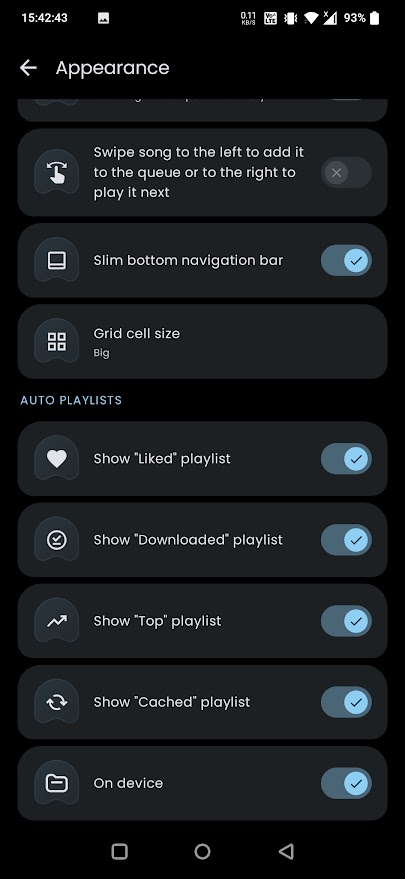 15:42:43
0.11
KB/S
Vo
LTE
X
93%
Appearance
Swipe song to the left to add it
to the queue or to the right to
play it next
Slim bottom navigation bar
Grid cell size
Big
AUTO PLAYLISTS
Show "Liked" playlist
Show "Downloaded" playlist
Show "Top" playlist
Show "Cached" playlist
On device